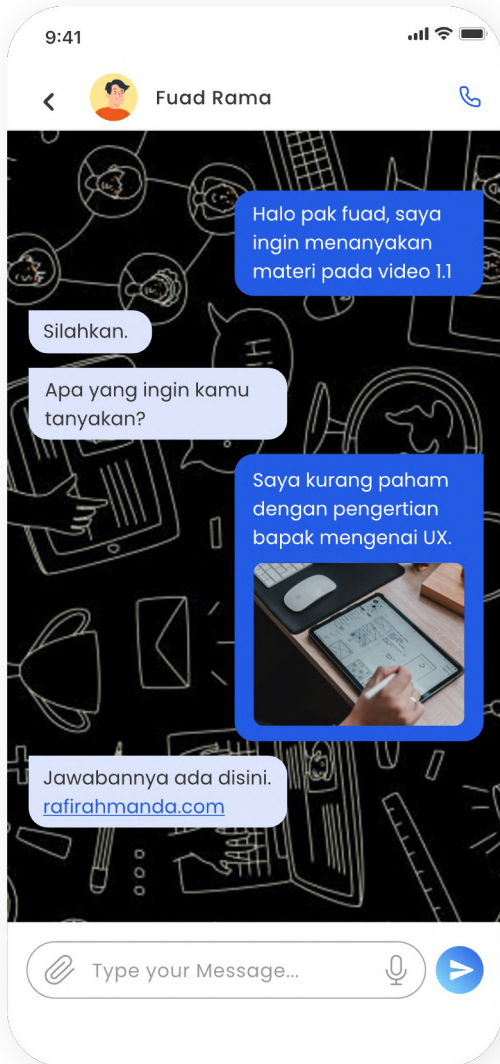 9:41
Fuad Rama
Halo pak fuad, saya
ingin menanyakan
materi pada video 1.1
Silahkan.
Apa yang ingin kamu
tanyakan?
Saya kurang paham
dengan pengertian
bapak mengenai UX.
Jawabannya ada disini.
rafirahmanda.com
Type your Message...